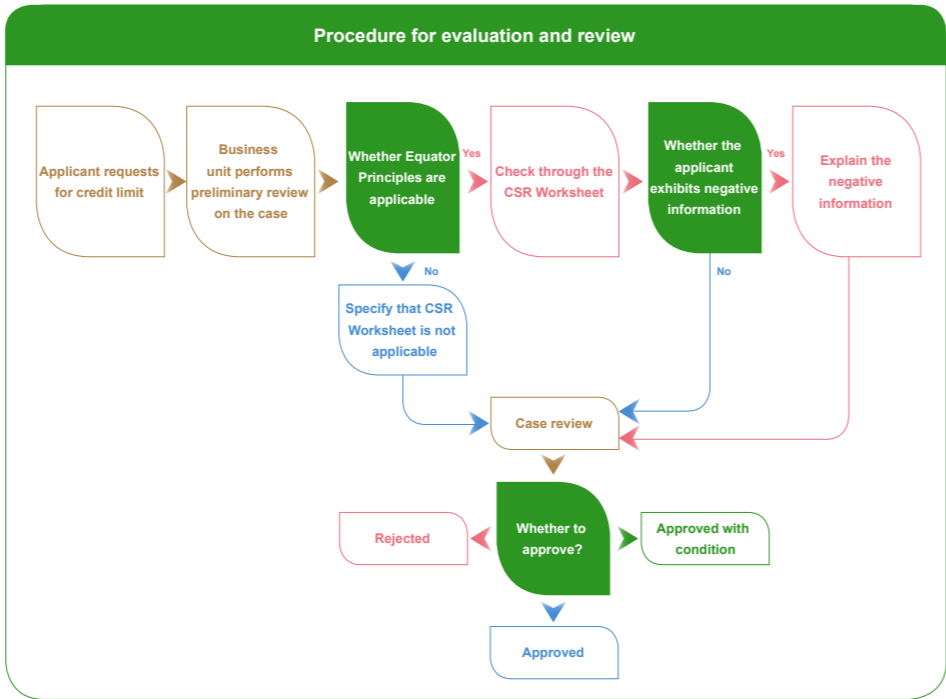 Procedure for evaluation and review
Applicant requests
for credit limit
Business
unit performs
preliminary review
on the case
Whether Equator
Principles are
applicable
Yes
Check through the
CSR Worksheet
Whether the
applicant
exhibits negative
information
Yes
Explain the
negative
information
No
No
Specify that CSR
Worksheet is not
applicable
Case review
Rejected
Whether to
approve?
Approved with
condition
Approved